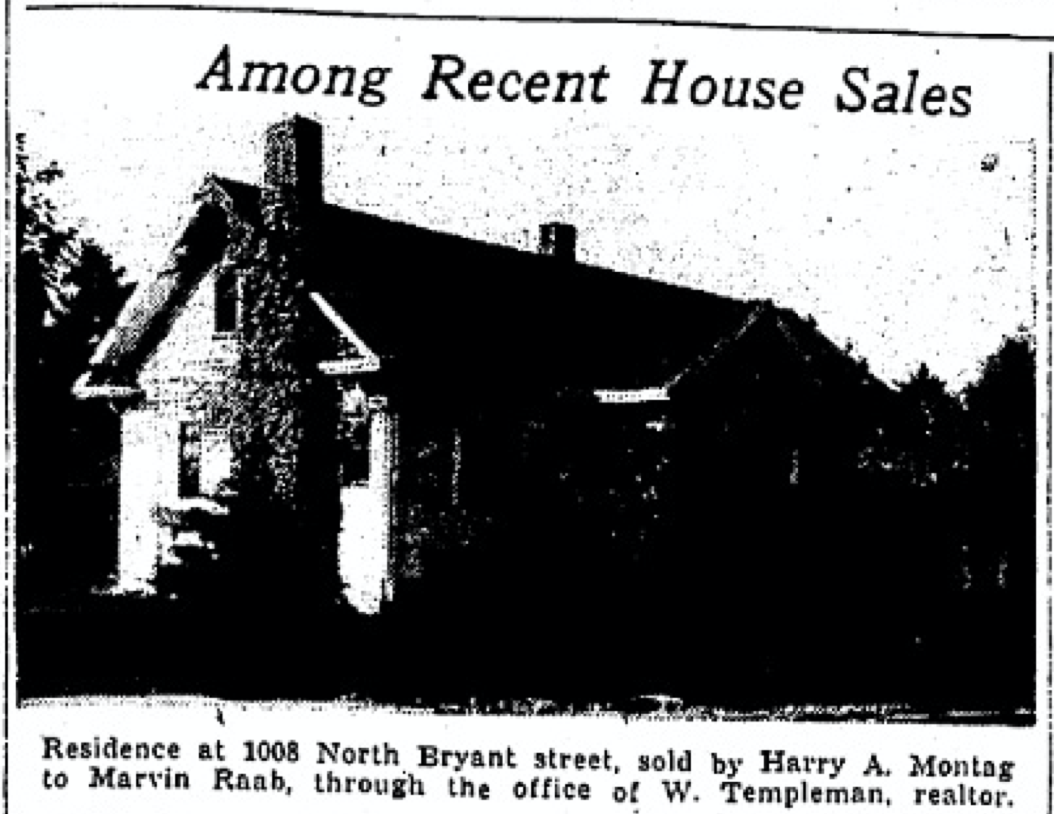 Among Recent House Sales
Residence at 1008 North Bryant street, sold by Harry A. Montag
to Marvin Raab, through the office of W. Templeman, realtor.